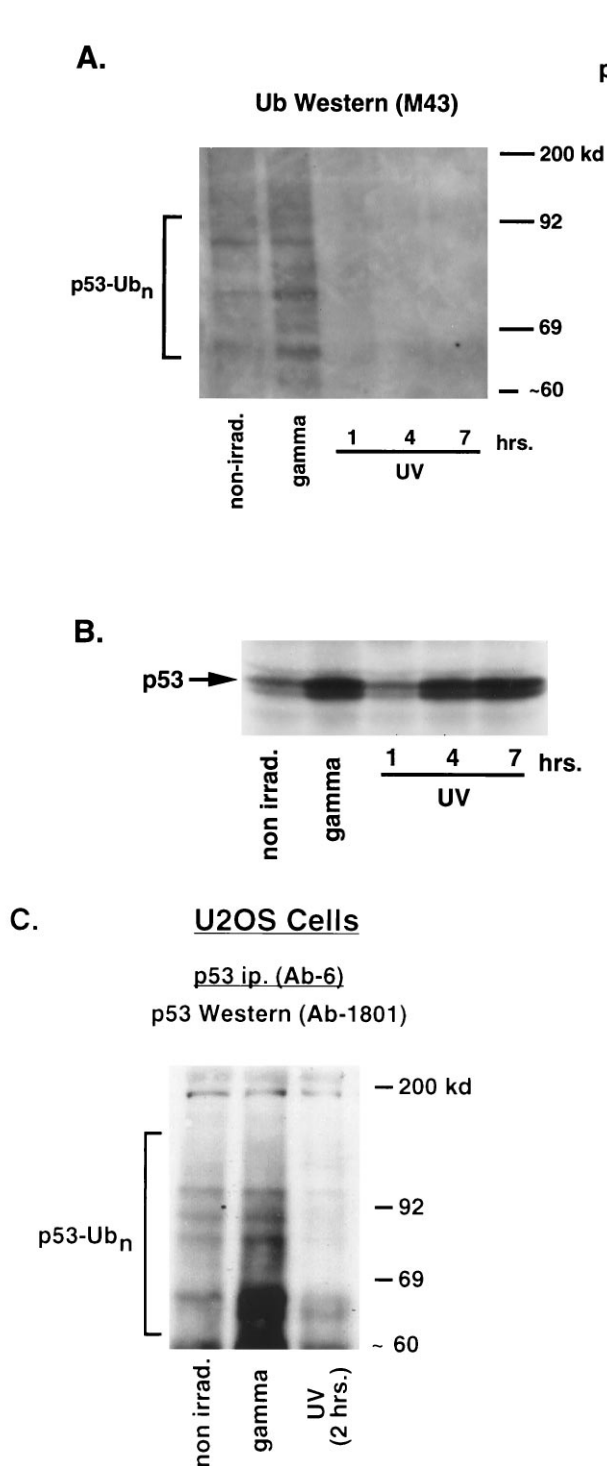 A.
p
Ub Western (M43)
200 kd
92
p53-Ubn
69
~60
non-irrad.
gamma
1 4 7 hrs.
UV
B.
p53
non irrad.
gamma
1 4 7 hrs.
UV
C.
U2OS Cells
p53 ip. (Ab-6)
p53 Western (Ab-1801)
200 kd
92
p53-Ubn
69
~ 60
non irrad.
gamma
UV
(2 hrs.)